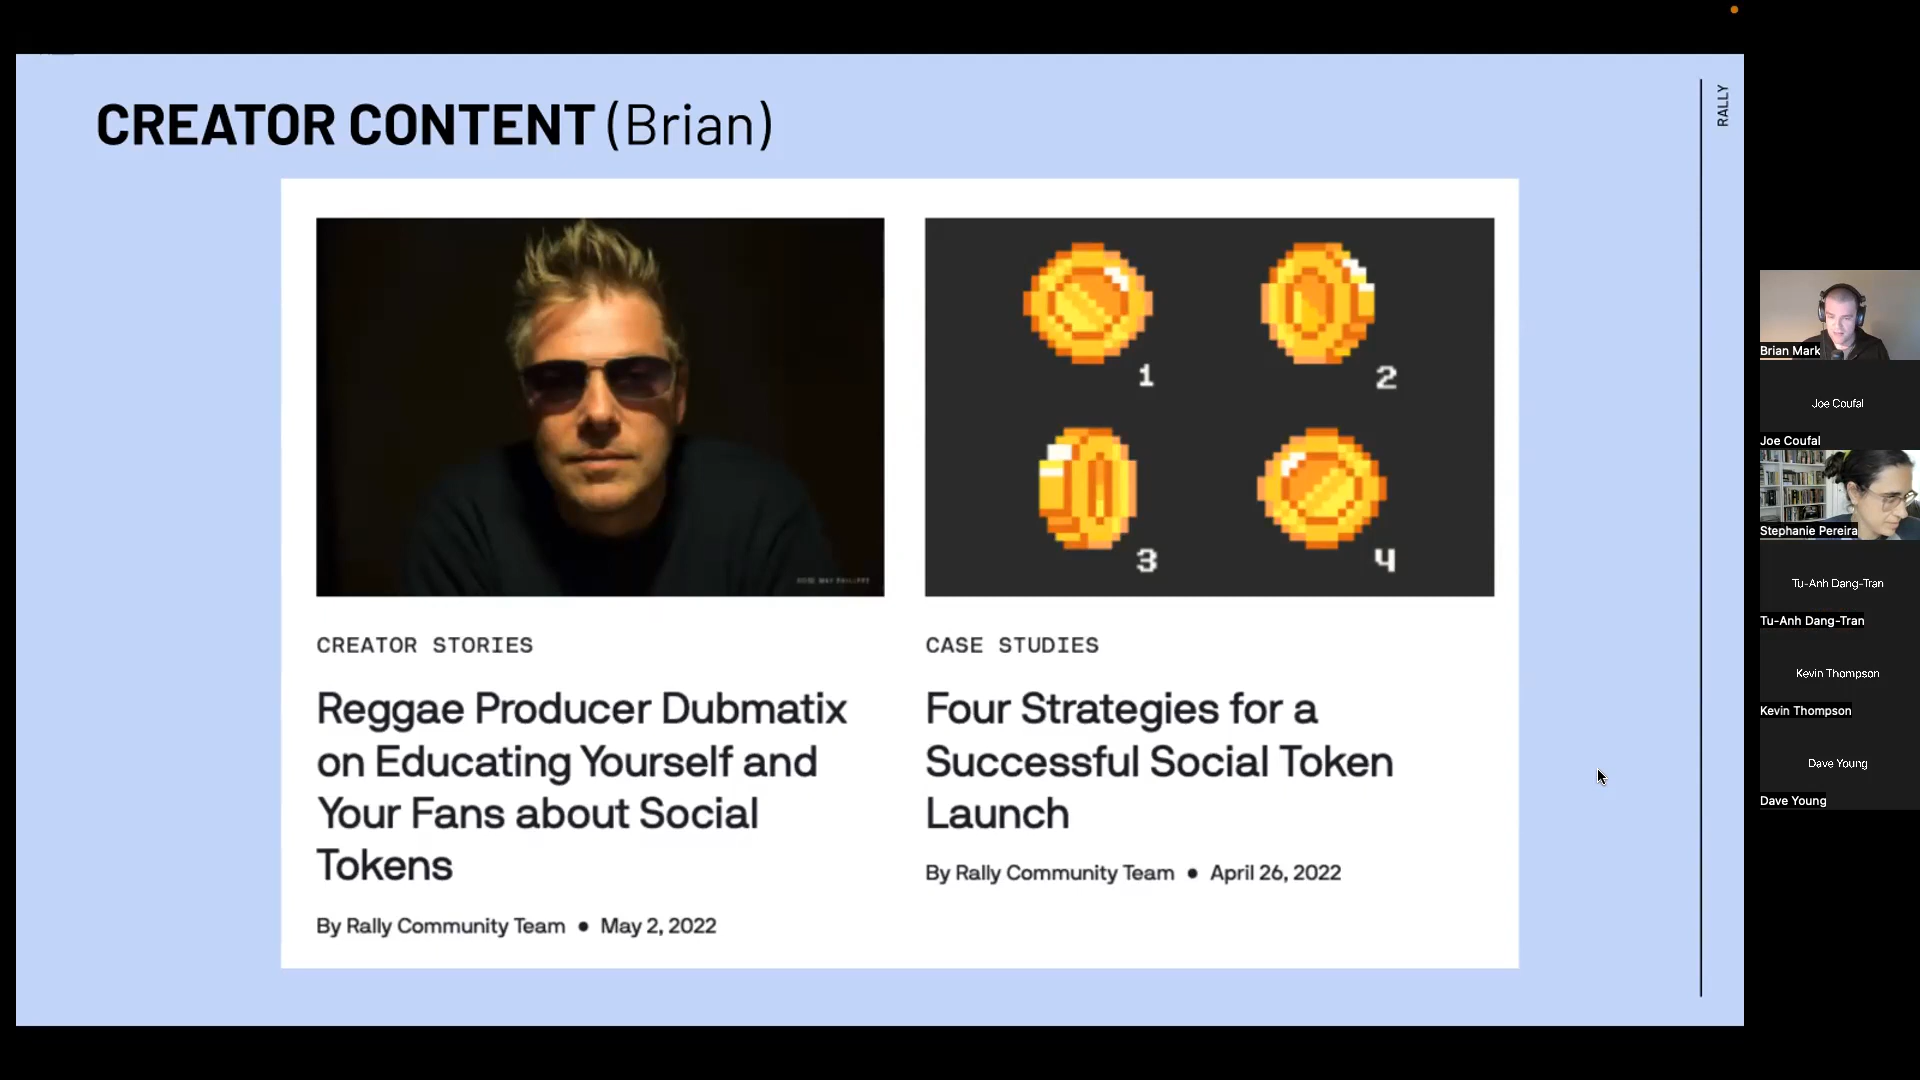 CREATOR CONTENT (Brian)
RALLY
1
2
3
4
CREATOR STORIES
Reggae Producer Dubmatix
on Educating Yourself and
Your Fans about Social
Tokens
By Rally Community Team • May 2, 2022
CASE STUDIES
Four Strategies for a
Successful Social Token
Launch
By Rally Community Team • April 26, 2022
Brian Mark
Joe Coufal
Joe Coufal
Stephanie Pereira
Tu-Anh Dang-Tran
Tu-Anh Dang-Tran
Kevin Thompson
Kevin Thompson
Dave Young
Dave Young